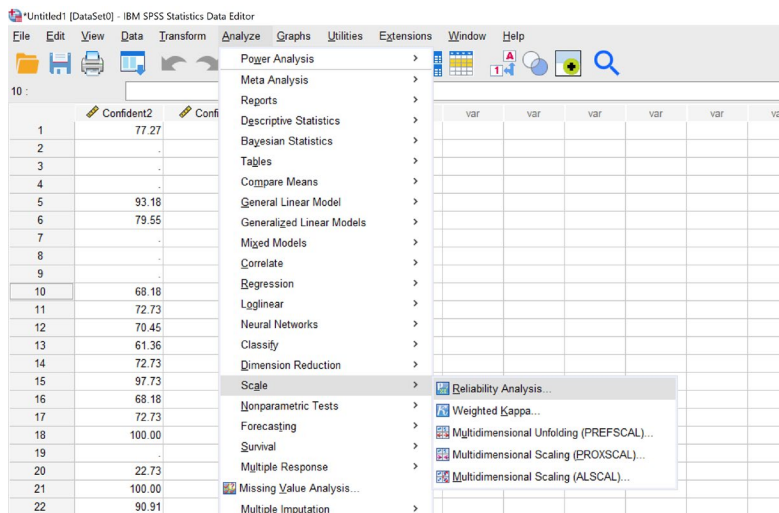 *Untitled1 [DataSet0] - IBM SPSS Statistics Data Editor
File Edit View Data Transform Analyze Graphs Utilities Extensions Window Help
Power Analysis
Meta Analysis
Reports
Descriptive Statistics
Bayesian Statistics
Tables
Compare Means
General Linear Model
Generalized Linear Models
Mixed Models
Correlate
Regression
Loglinear
Neural Networks
Classify
Dimension Reduction
Scale
Nonparametric Tests
Forecasting
Survival
Multiple Response
Missing Value Analysis...
Multiple Imputation
Reliability Analysis...
Weighted Kappa...
Multidimensional Unfolding (PREFSCAL)...
Multidimensional Scaling (PROXSCAL)...
Multidimensional Scaling (ALSCAL)...
10 :
Confident2 Confi var var var var var va
1 77.27
2 .
3 .
4 .
5 93.18
6 79.55
7 .
8 .
9 .
10 68.18
11 72.73
12 70.45
13 61.36
14 72.73
15 97.73
16 68.18
17 72.73
18 100.00
19 .
20 22.73
21 100.00
22 90.91